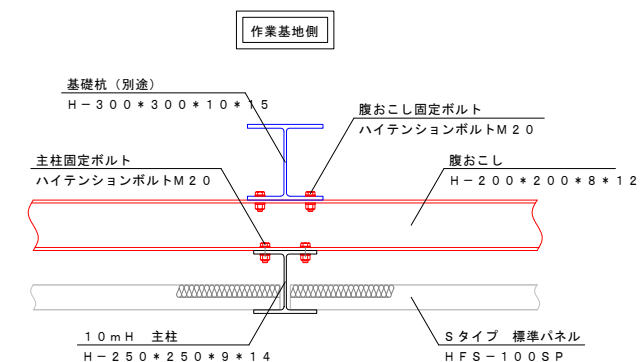 作業基地側
基礎杭（別途）
Ｈ－３００＊３００＊１０＊１５
腹おこし固定ボルト
ハイテンションボルトＭ２０
主柱固定ボルト
ハイテンションボルトＭ２０
腹おこし
Ｈ－２００＊２００＊８＊１２
１０ｍＨ　主柱
Ｈ－２５０＊２５０＊９＊１４
Ｓタイプ　標準パネル
ＨＦＳ－１００ＳＰ